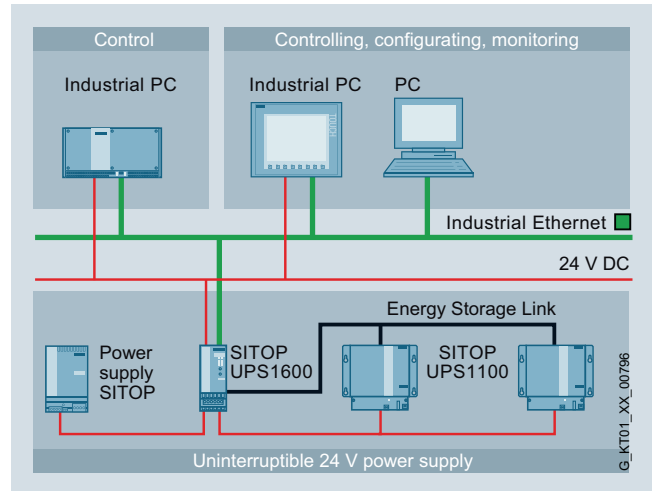 Control
Controlling, configurating, monitoring
Industrial PC
Industrial PC
PC
Industrial Ethernet
24 V DC
Energy Storage Link
Power
supply
SITOP
SITOP
UPS1600
SITOP
UPS1100
Uninterruptible 24 V power supply
G_KT01_XX_00796